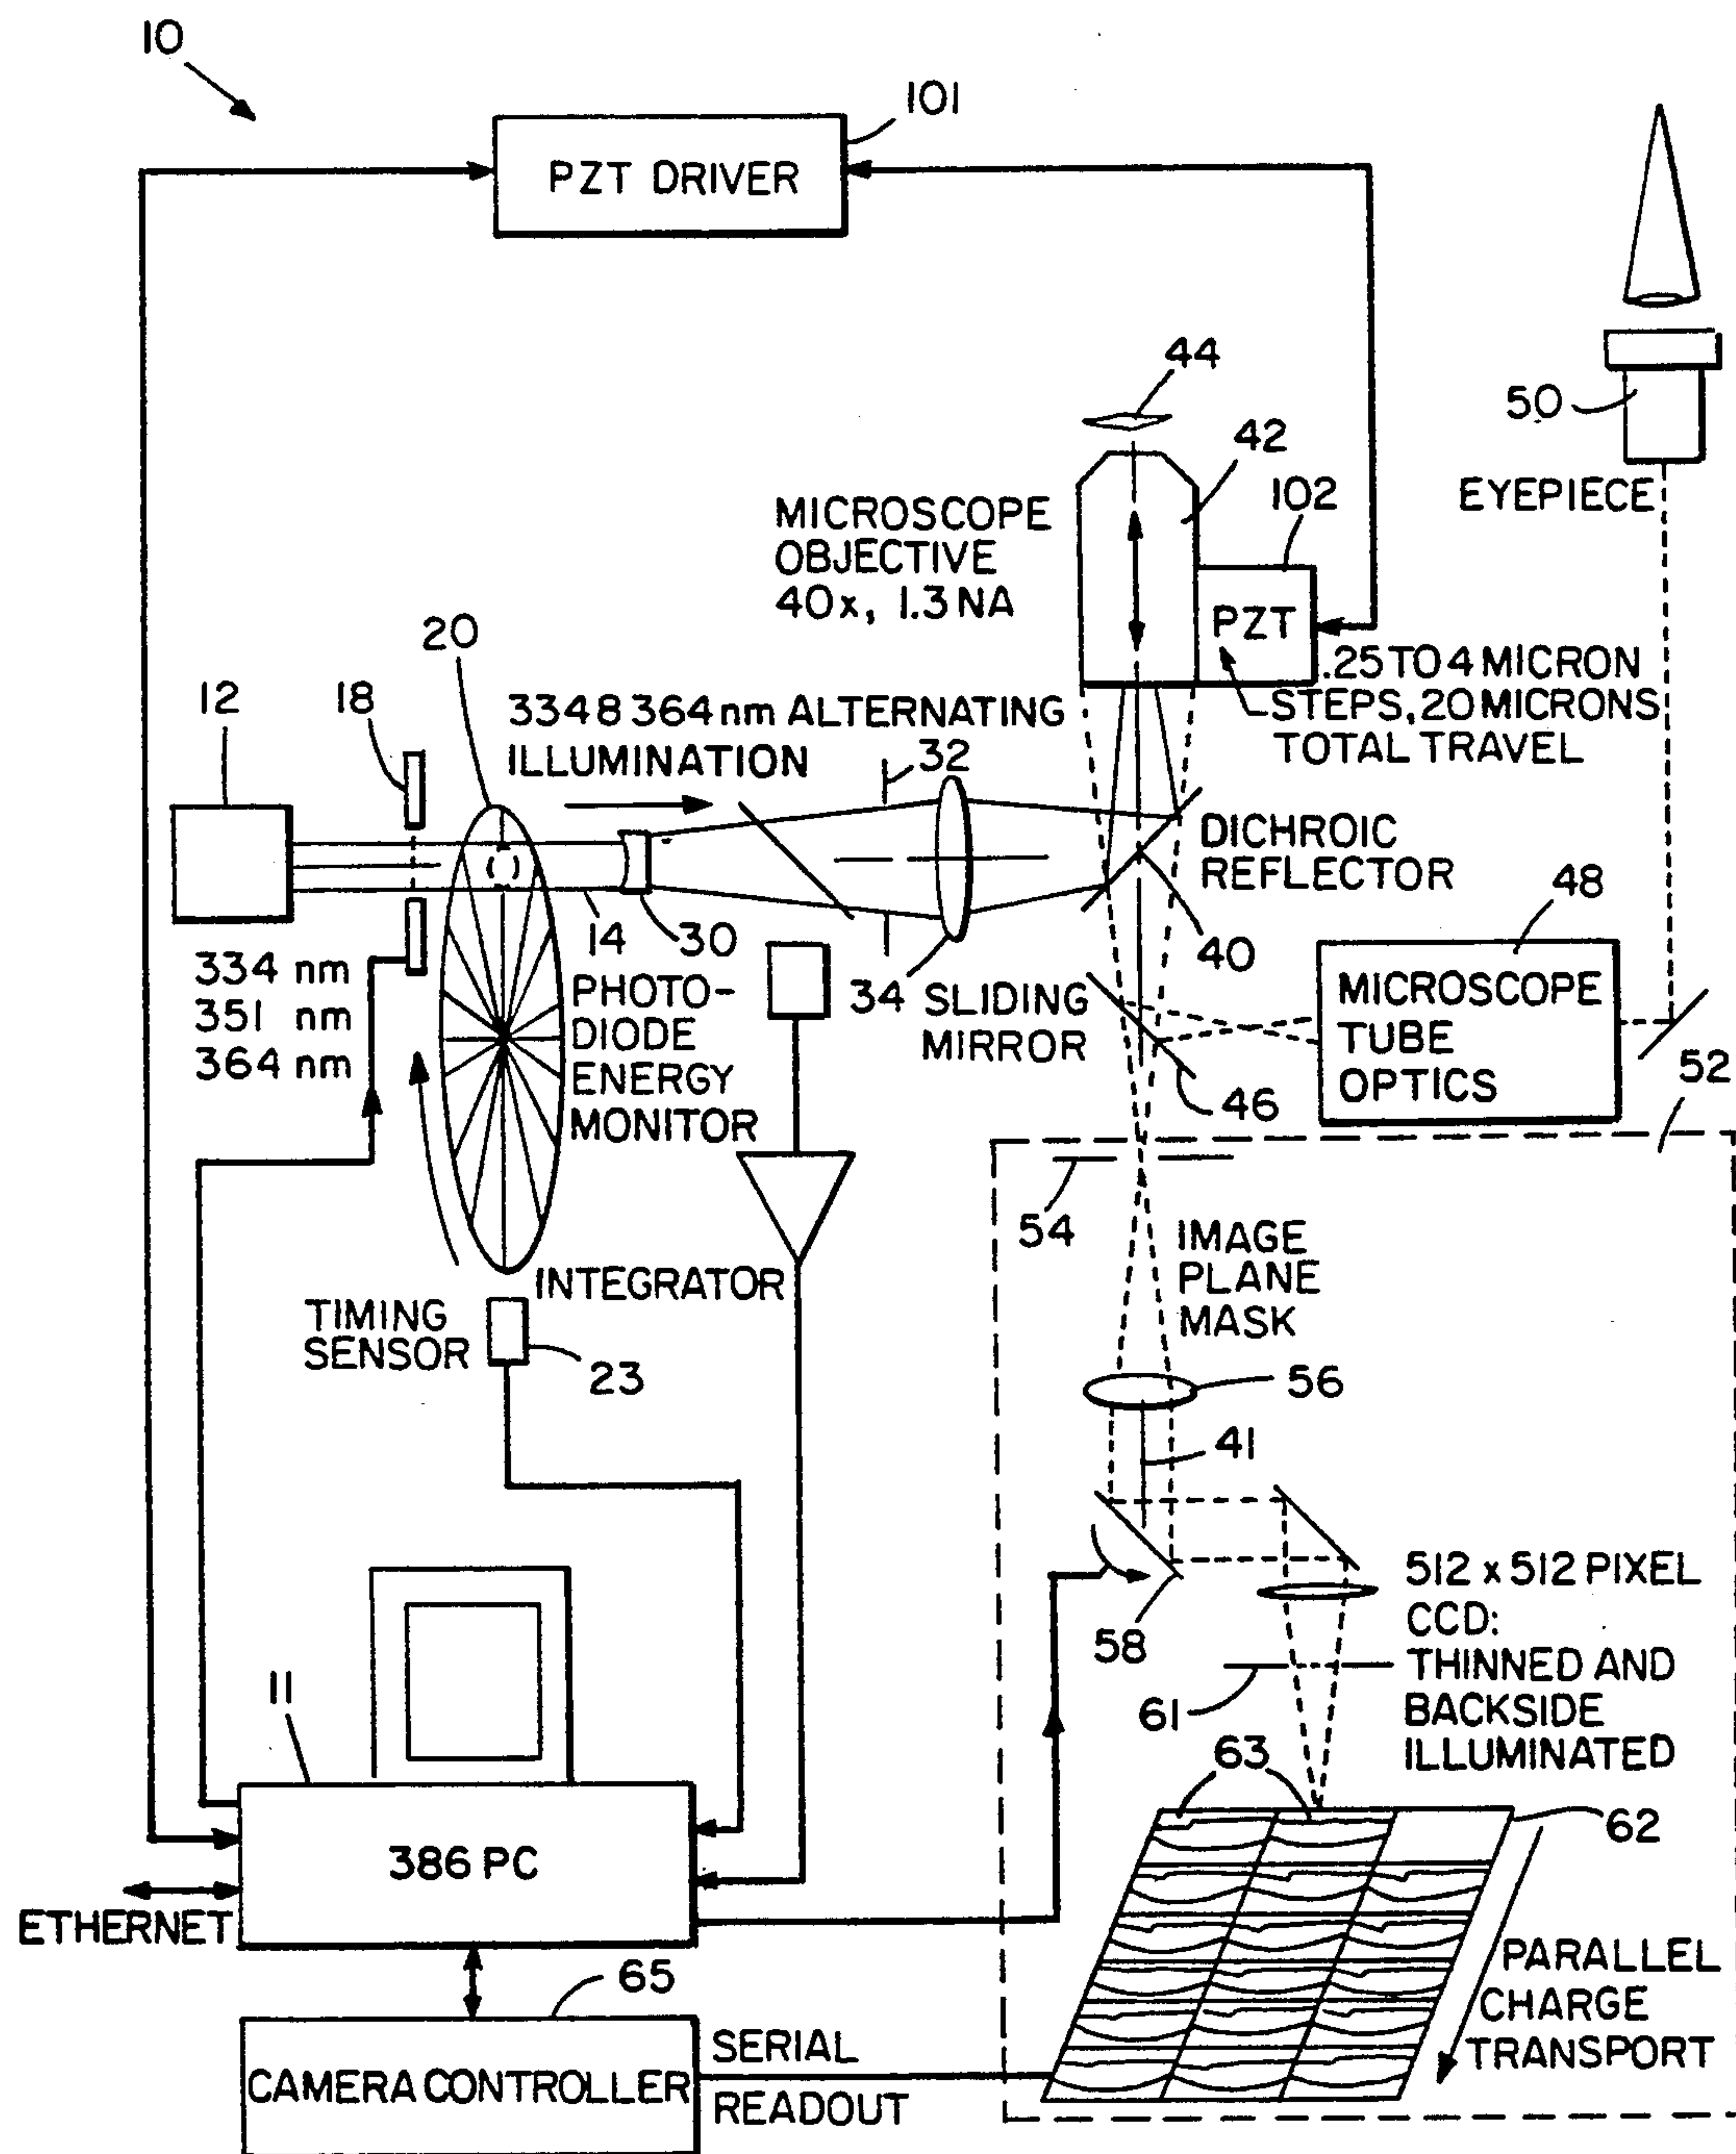 10
101
PZT DRIVER
44
42
50
EYEPIECE
102
MICROSCOPE
OBJECTIVE
40x, 1.3 NA
PZT
.25 TO 4 MICRON
STEPS, 20 MICRONS
TOTAL TRAVEL
20
12
18
3348 364 nm ALTERNATING
ILLUMINATION
32
DICHROIC
REFLECTOR
14
30
34
40
48
334 nm
351 nm
364 nm
PHOTO-
DIODE
ENERGY
MONITOR
SLIDING
MIRROR
MICROSCOPE
TUBE
OPTICS
46
52
54
IMAGE
PLANE
MASK
INTEGRATOR
TIMING
SENSOR
23
56
41
58
512 x 512 PIXEL
CCD:
THINNED AND
BACKSIDE
ILLUMINATED
61
11
63
62
386 PC
ETHERNET
65
PARALLEL
CHARGE
TRANSPORT
CAMERA CONTROLLER
SERIAL
READOUT